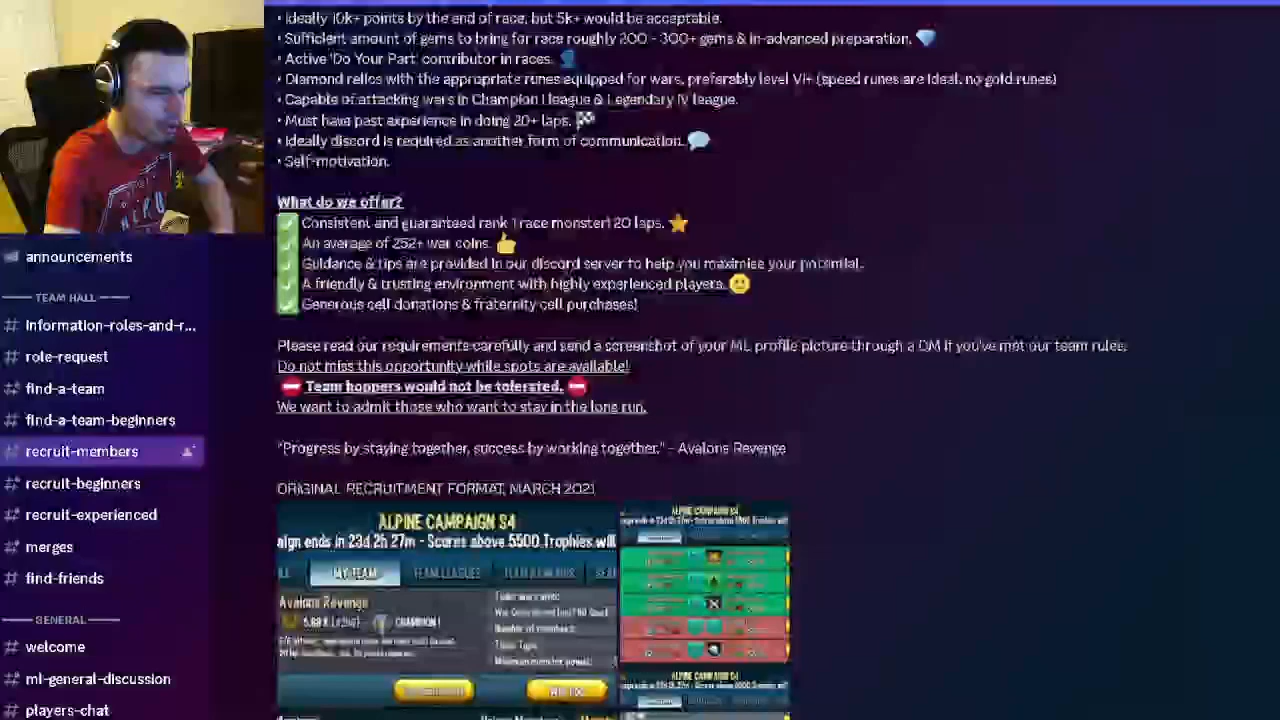 • Ideally 10k+ points by the end of race, but 5k+ would be acceptable.
• Sufficient amount of gems to bring for race roughly 200 - 300+ gems & in-advanced preparation. 💎
• Active 'Do Your Part' contributor in races.
• Diamond relics with the appropriate runes equipped for wars, preferably level VI+ (speed runes are ideal, no gold runes)
• Capable of attacking wars in Champion I league & Legendary IV league.
• Must have past experience in doing 20+ laps. 🏁
• Ideally discord is required as another form of communication. 💬
• Self-motivation.
What do we offer?
✅ Consistent and guaranteed rank 1 race monster! 20 laps. ⭐
✅ An average of 252+ war coins. 👍
✅ Guidance & tips are provided in our discord server to help you maximise your potential.
✅ A friendly & trusting environment with highly experienced players. 🙂
✅ Generous cell donations & fraternity cell purchases!
Please read our requirements carefully and send a screenshot of your ML profile picture through a DM if you've met our team rules.
Do not miss this opportunity while spots are available!
⛔ Team hoppers would not be tolerated. ⛔
We want to admit those who want to stay in the long run.
"Progress by staying together, success by working together." - Avalons Revenge
ORIGINAL RECRUITMENT FORMAT, MARCH 2021
ALPINE CAMPAIGN S4
aign ends in 23d 2h 27m - Scores above 5500 Trophies will
MY TEAM
TEAM LEAGUES
Avalons Revenge
CHAMPION I
ALPINE CAMPAIGN S4
ALPINE CAMPAIGN S4
announcements
TEAM HALL
# information-roles-and-r...
# role-request
# find-a-team
# find-a-team-beginners
# recruit-members
# recruit-beginners
# recruit-experienced
# merges
# find-friends
GENERAL
# welcome
# ml-general-discussion
# players-chat